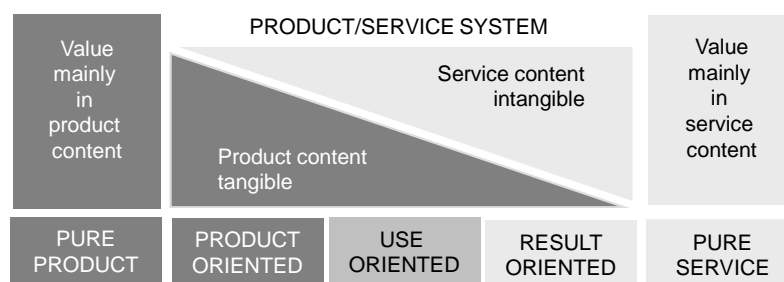 PRODUCT/SERVICE SYSTEM
Value
mainly
in
product
content
Service content
intangible
Product content
tangible
Value
mainly
in
service
content
PURE
PRODUCT
PRODUCT
ORIENTED
USE
ORIENTED
RESULT
ORIENTED
PURE
SERVICE